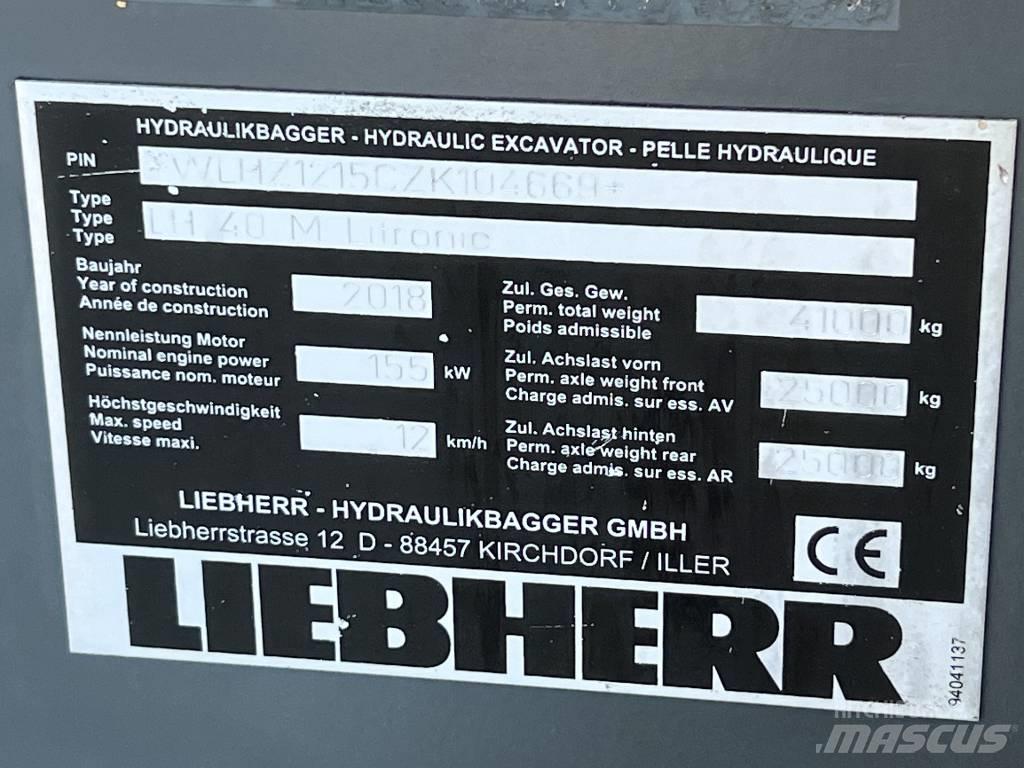 HYDRAULIKBAGGER - HYDRAULIC EXCAVATOR - PELLE HYDRAULIQUE
PIN *WLHZ1215CZK104669*
Type
Type LH 40 M Litronic
Type
Baujahr
Year of construction 2018
Année de construction
Nennleistung Motor
Nominal engine power 155 kW
Puissance nom. moteur
Höchstgeschwindigkeit
Max. speed 12 km/h
Vitesse maxi.
Zul. Ges. Gew.
Perm. total weight 41000 kg
Poids admissible
Zul. Achslast vorn
Perm. axle weight front 25000 kg
Charge admis. sur ess. AV
Zul. Achslast hinten
Perm. axle weight rear 25000 kg
Charge admis. sur ess. AR
LIEBHERR - HYDRAULIKBAGGER GMBH
Liebherrstrasse 12 D - 88457 KIRCHDORF / ILLER
CE
LIEBHERR
94041137
MASCUS